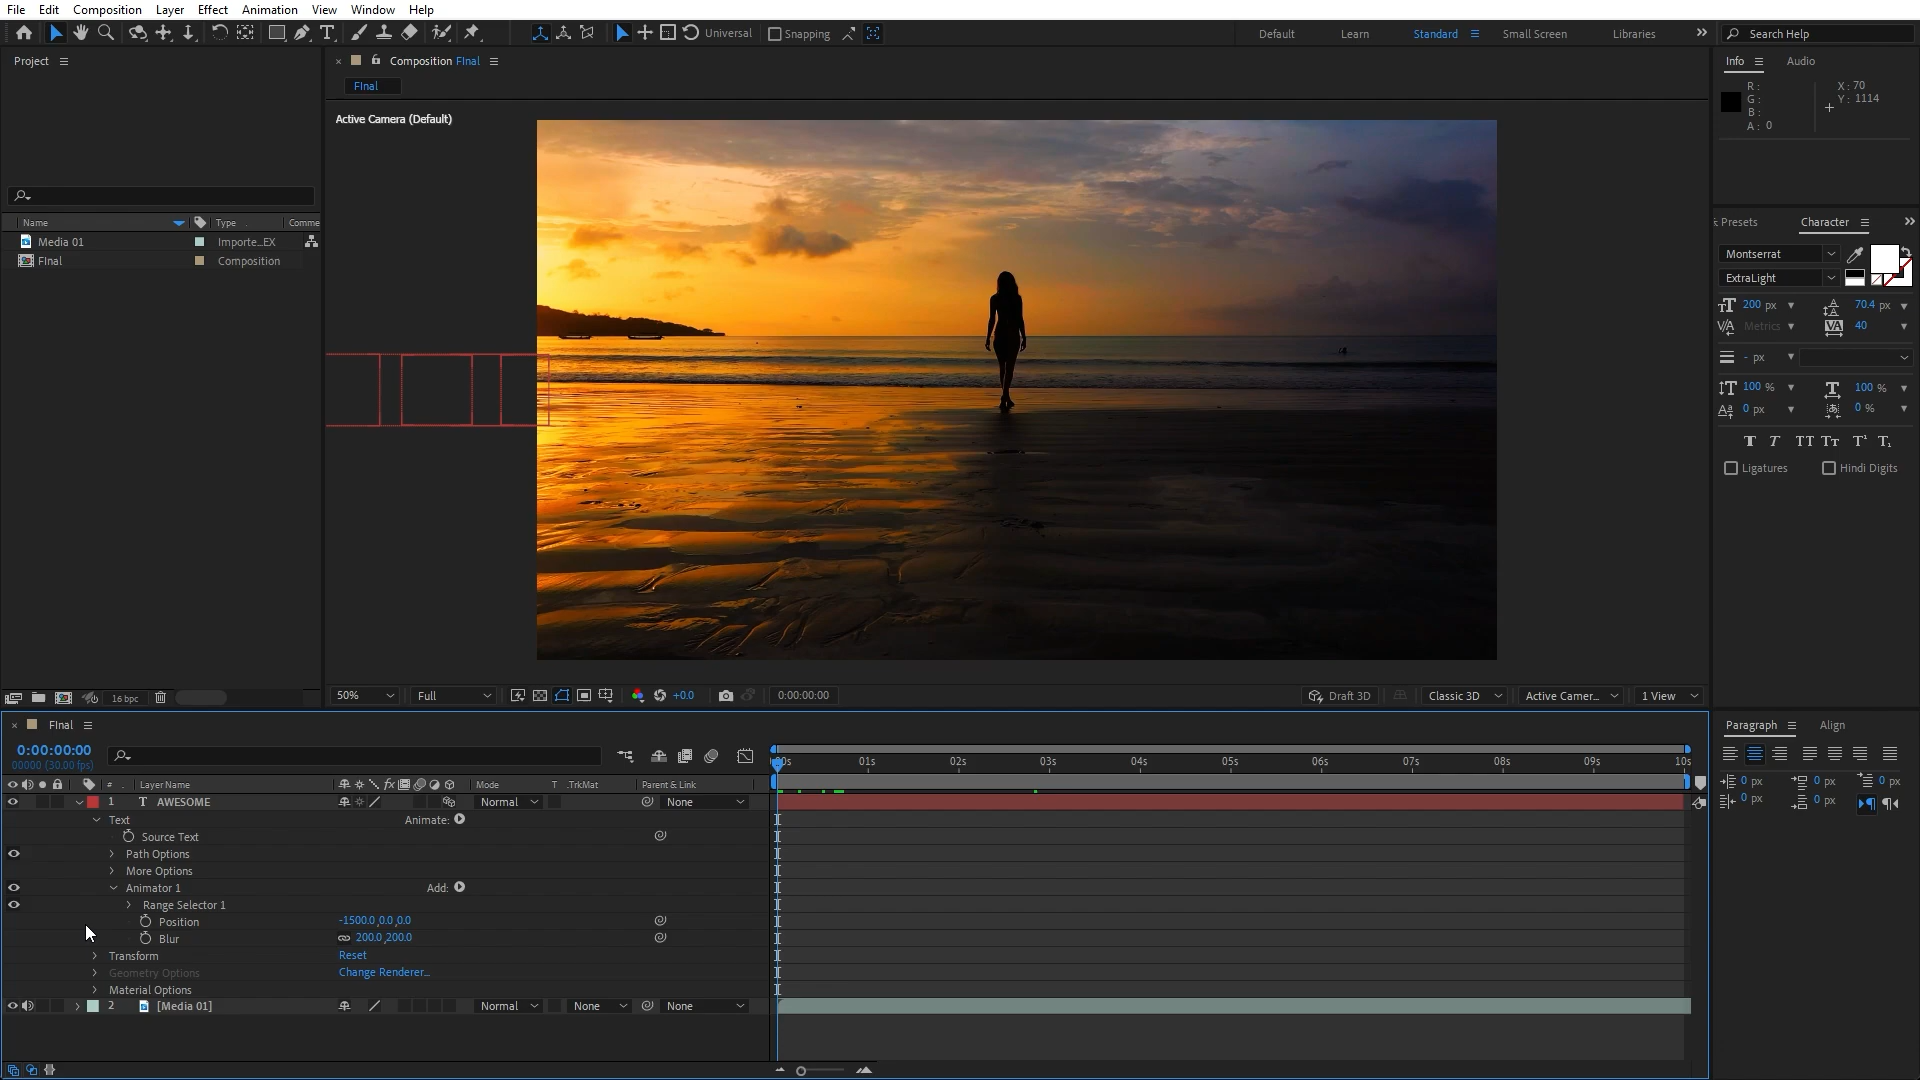 File Edit Composition Layer Effect Animation View Window Help
Universal Snapping Default Learn Standard Small Screen Libraries Search Help
Project
Composition FInal
FInal
Active Camera (Default)
Name Type Comme
Media 01 Importe...EX
FInal Composition
16 bpc
50% Full +0.0 0:00:00:00 Draft 3D Classic 3D Active Camer... 1 View
Info Audio
R : X : 70
G : Y : 1114
B :
A : 0
Presets Character
Montserrat
ExtraLight
200 px 70.4 px
Metrics 40
- px
100 % 100 %
0 px 0 %
T T TT Tt T¹ T₁
Ligatures Hindi Digits
FInal
0:00:00:00
00000 (30.00 fps)
# Layer Name Mode T .TrkMat Parent & Link
:00s 01s 02s 03s 04s 05s 06s 07s 08s 09s 10s
1 T AWESOME Normal None
Text Animate:
Source Text
Path Options
More Options
Animator 1 Add:
Range Selector 1
Position -1500.0,0.0,0.0
Blur 200.0,200.0
Transform Reset
Geometry Options Change Renderer...
Material Options
2 [Media 01] Normal None None
Paragraph Align
0 px 0 px 0 px
0 px 0 px